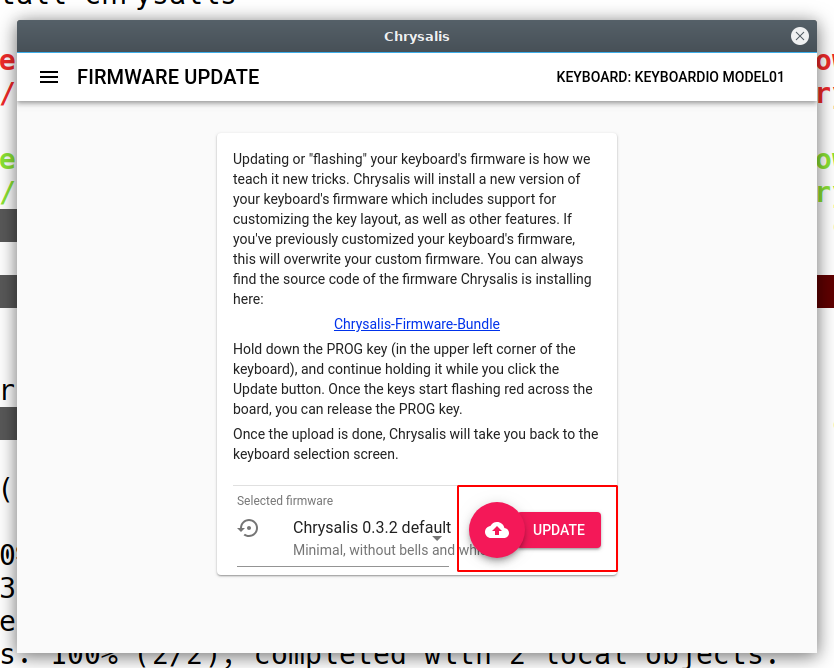 Chrysalis
FIRMWARE UPDATE
KEYBOARD: KEYBOARDIO MODEL01
Updating or "flashing" your keyboard's firmware is how we
teach it new tricks. Chrysalis will install a new version of
your keyboard's firmware which includes support for
customizing the key layout, as well as other features. If
you've previously customized your keyboard's firmware,
this will overwrite your custom firmware. You can always
find the source code of the firmware Chrysalis is installing
here:
Chrysalis-Firmware-Bundle
Hold down the PROG key (in the upper left corner of the
keyboard), and continue holding it while you click the
Update button. Once the keys start flashing red across the
board, you can release the PROG key.
Once the upload is done, Chrysalis will take you back to the
keyboard selection screen.
Selected firmware
Chrysalis 0.3.2 default
Minimal, without bells and
UPDATE
s. 100% (2/2), completed with 2 local objects.